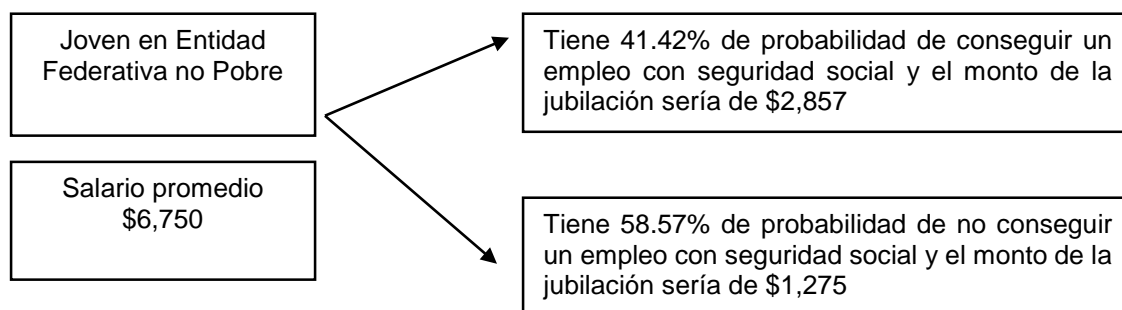 Joven en Entidad
Federativa no Pobre
Tiene 41.42% de probabilidad de conseguir un
empleo con seguridad social y el monto de la
jubilación sería de $2,857
Salario promedio
$6,750
Tiene 58.57% de probabilidad de no conseguir
un empleo con seguridad social y el monto de la
jubilación sería de $1,275